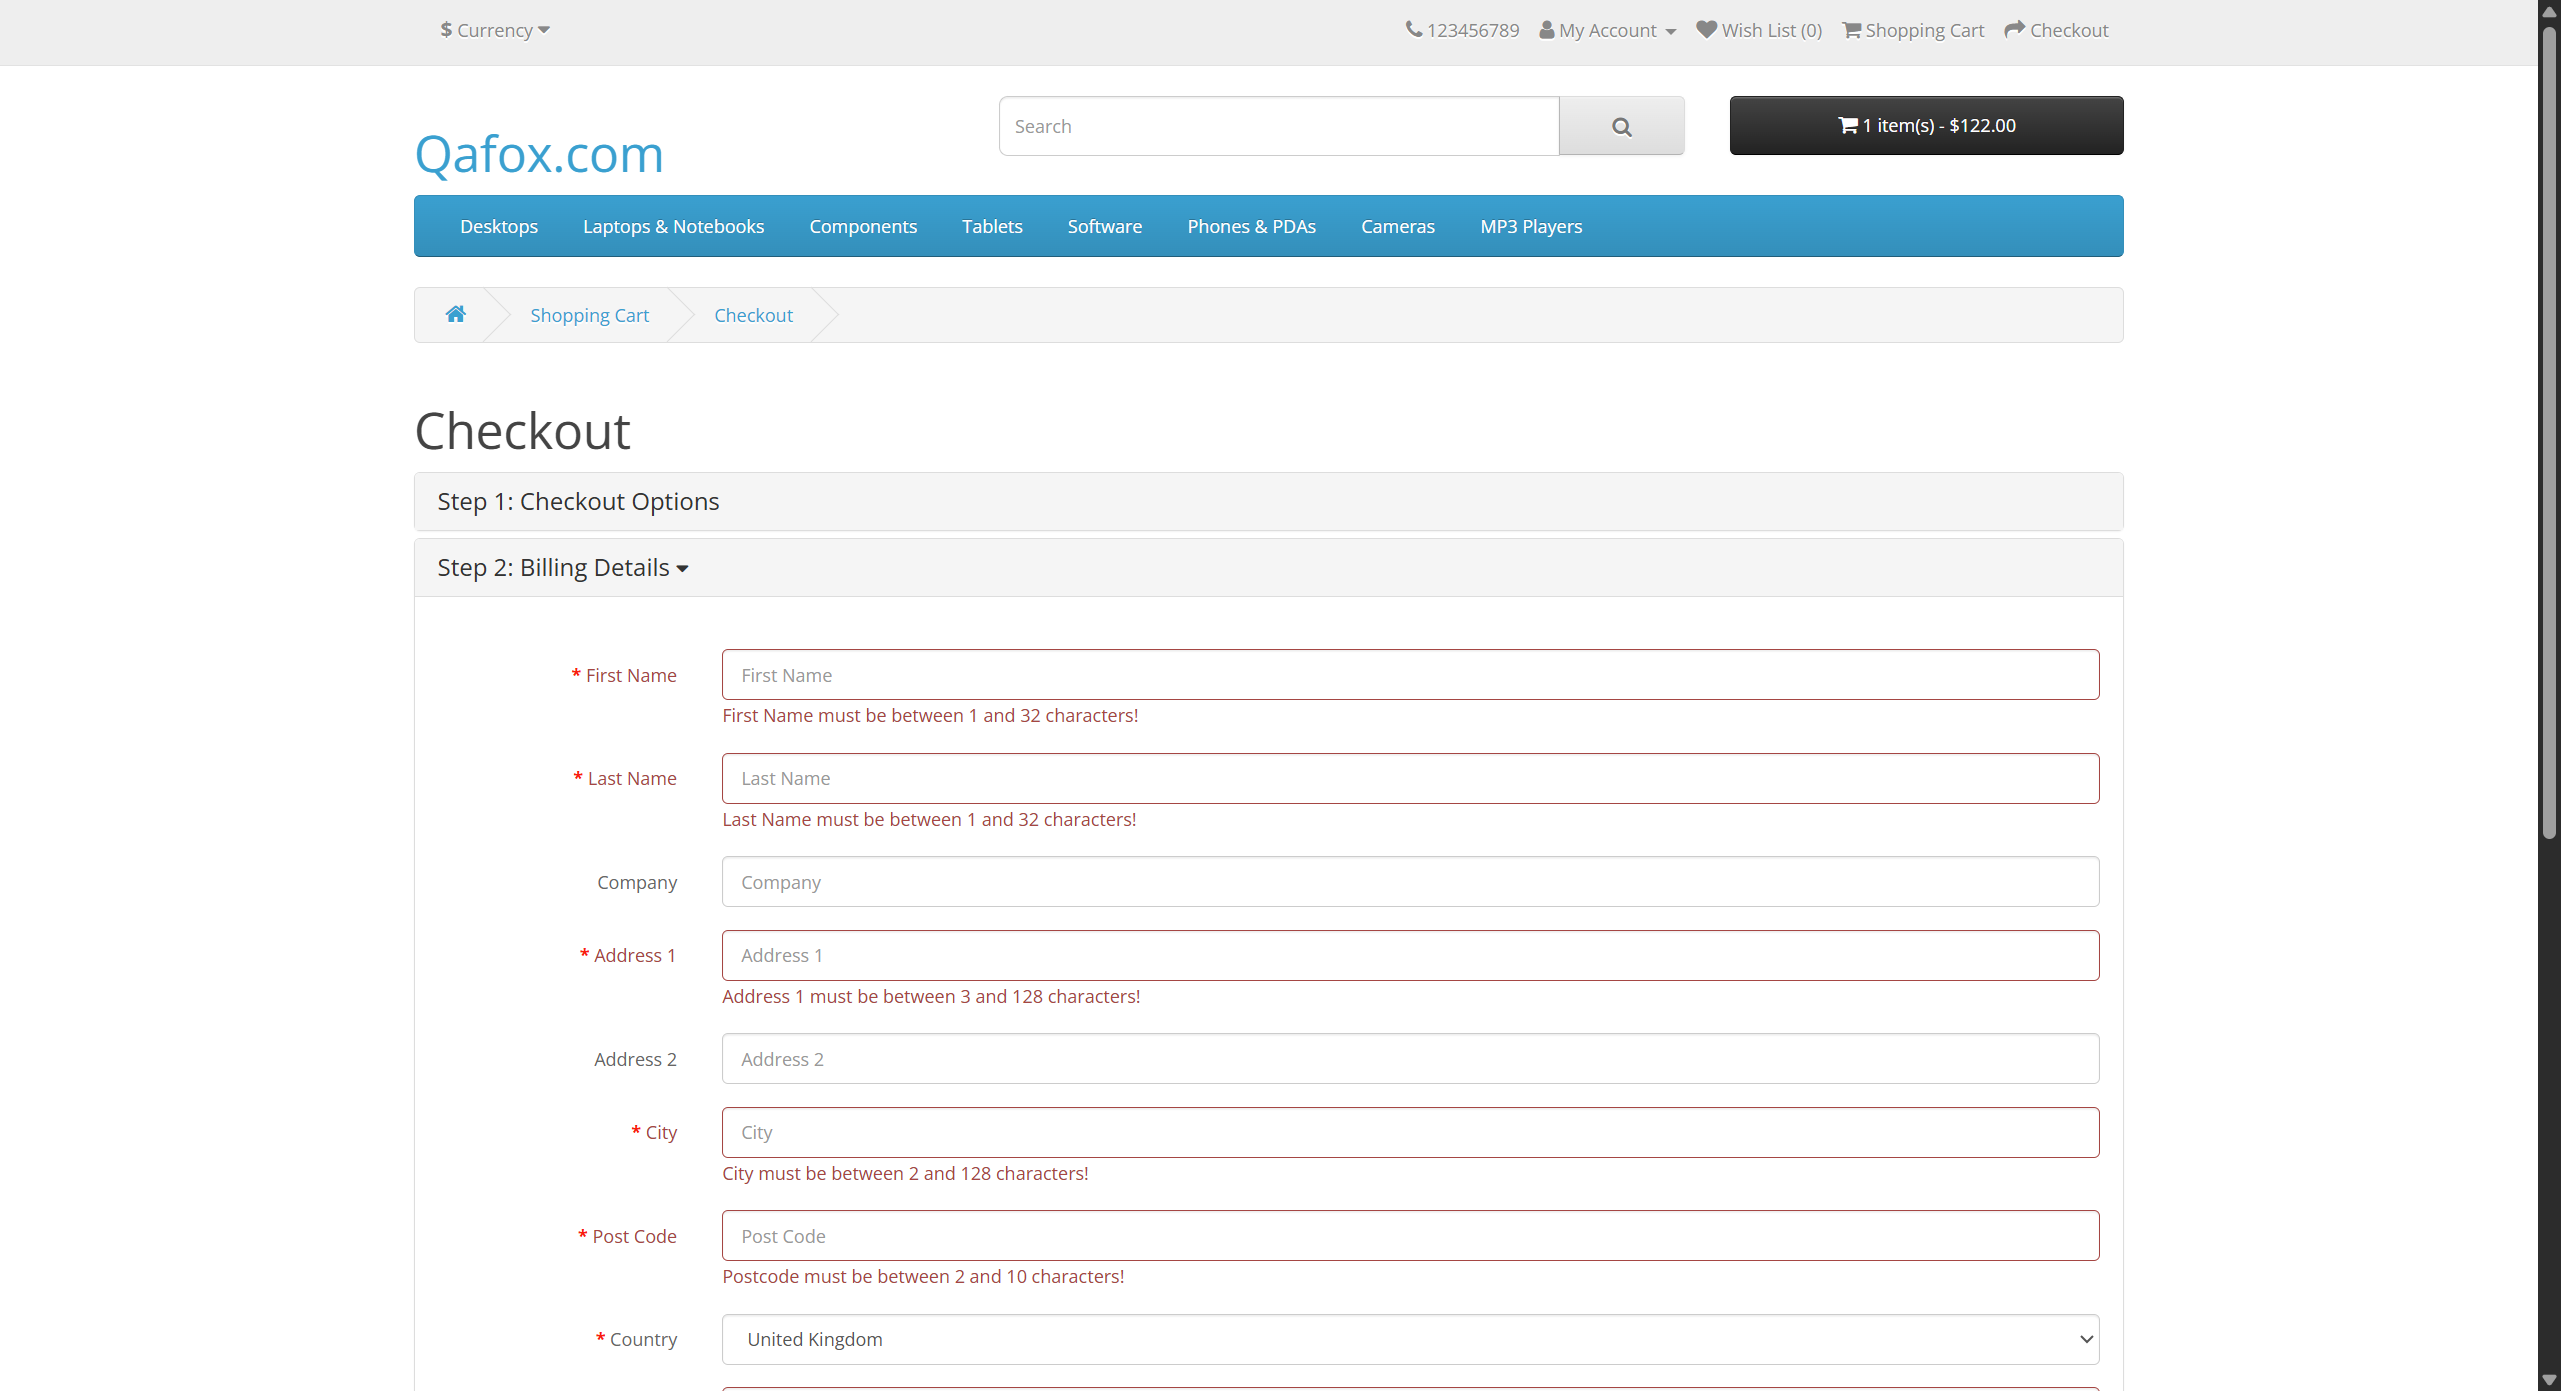 $ Currency
123456789 My Account Wish List (0) Shopping Cart Checkout
Qafox.com
Search
1 item(s) - $122.00
Desktops Laptops & Notebooks Components Tablets Software Phones & PDAs Cameras MP3 Players
Shopping Cart Checkout
Checkout
Step 1: Checkout Options
Step 2: Billing Details
* First Name First Name
First Name must be between 1 and 32 characters!
* Last Name Last Name
Last Name must be between 1 and 32 characters!
Company Company
* Address 1 Address 1
Address 1 must be between 3 and 128 characters!
Address 2 Address 2
* City City
City must be between 2 and 128 characters!
* Post Code Post Code
Postcode must be between 2 and 10 characters!
* Country United Kingdom